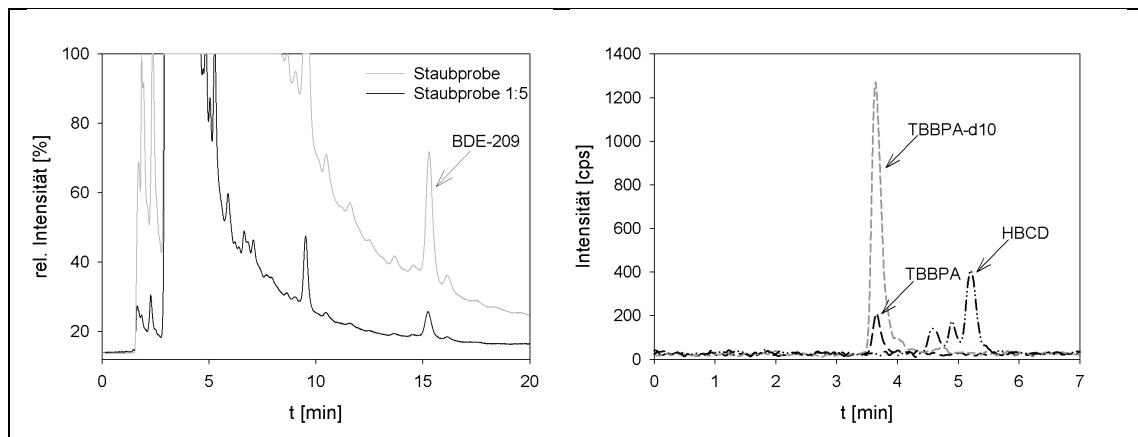 100
80
60
40
20
rel. Intensität [%]
0
5
10
15
20
t [min]
Staubprobe
Staubprobe 1:5
BDE-209
1400
1200
1000
800
600
400
200
0
Intensität [cps]
0
1
2
3
4
5
6
7
t [min]
TBBPA-d10
TBBPA
HBCD